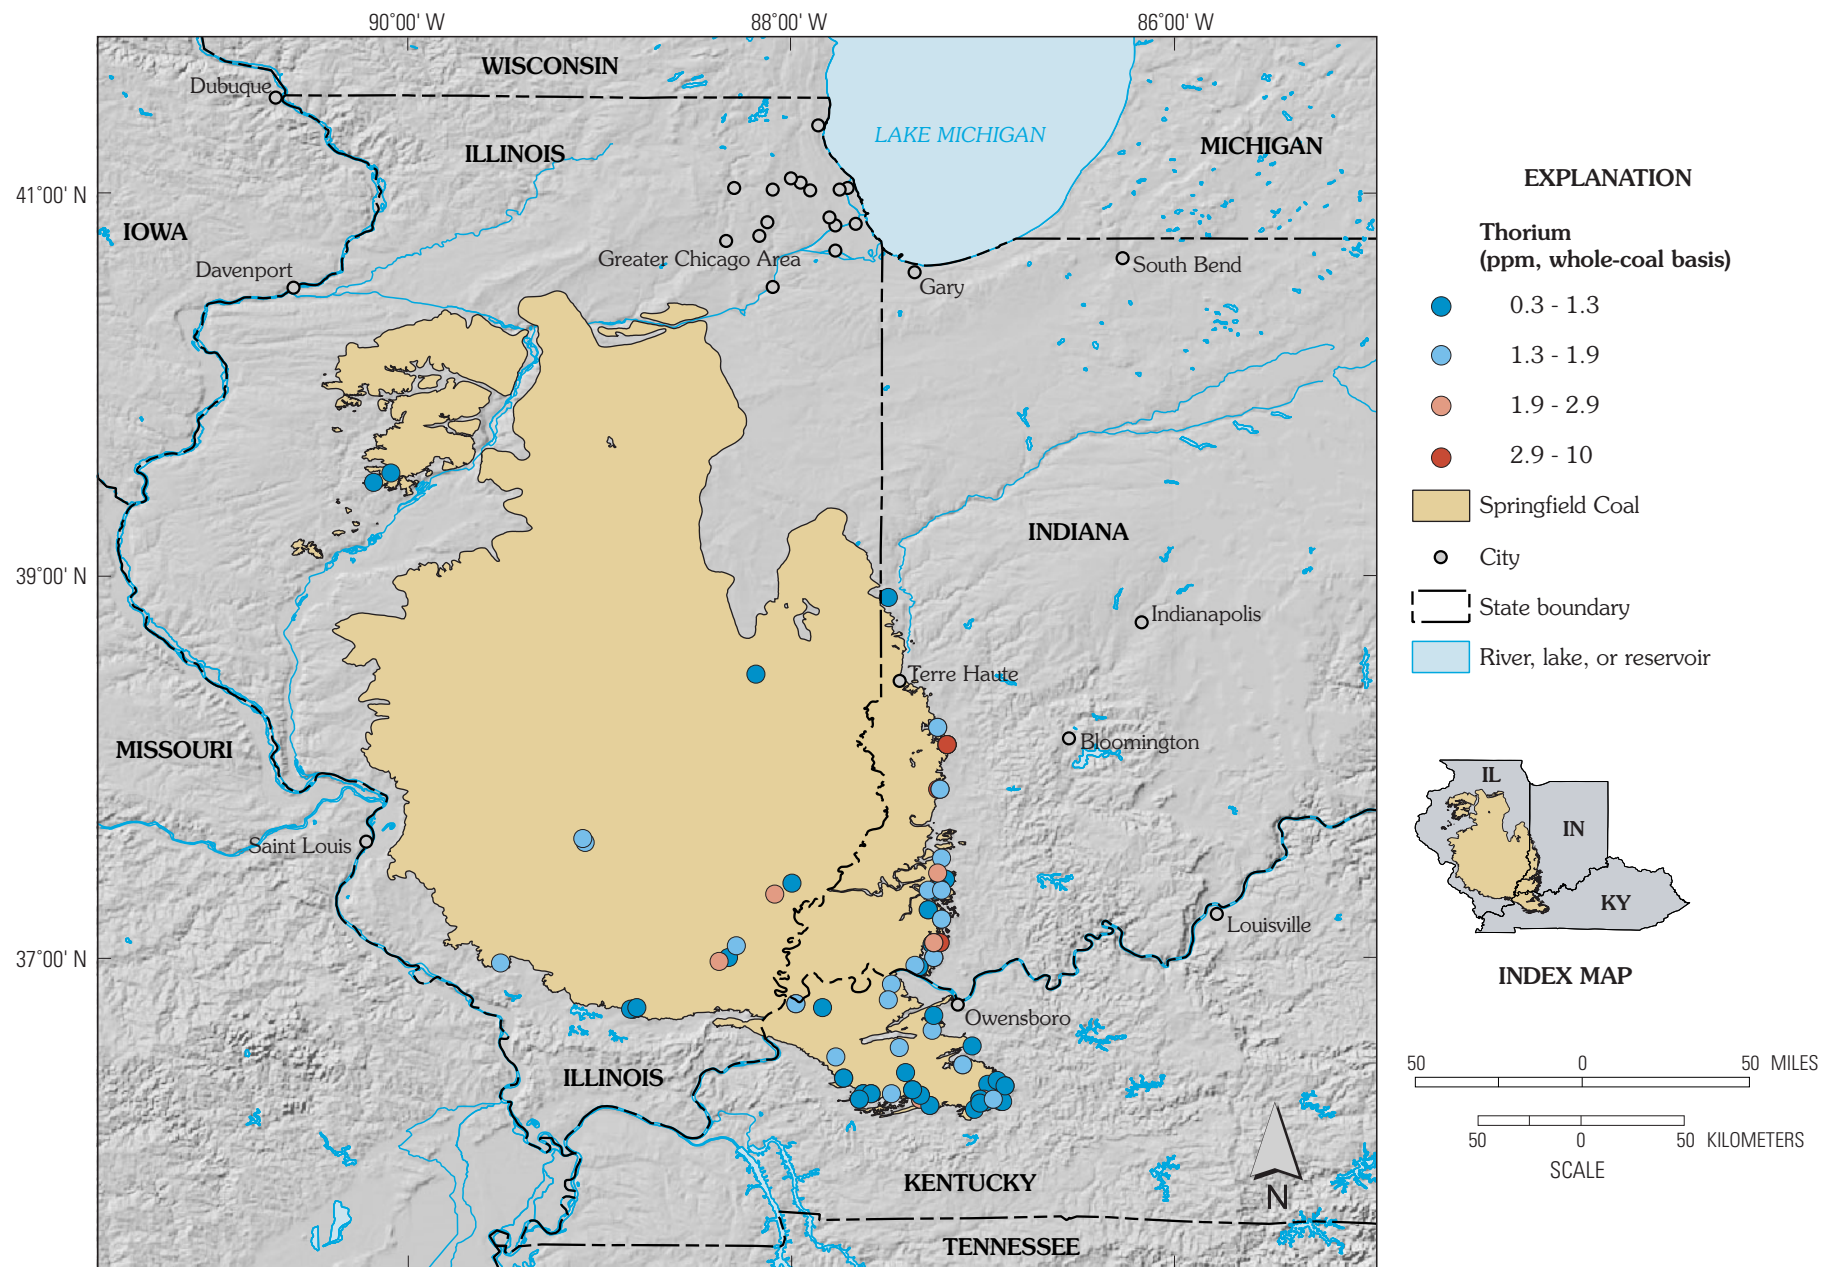 90°00' W
88°00' W
86°00' W
41°00' N
39°00' N
37°00' N
WISCONSIN
Dubuque
LAKE MICHIGAN
ILLINOIS
MICHIGAN
IOWA
Greater Chicago Area
Davenport
South Bend
Gary
INDIANA
Indianapolis
Terre Haute
MISSOURI
Bloomington
Saint Louis
Louisville
Owensboro
ILLINOIS
KENTUCKY
TENNESSEE
N
EXPLANATION
Thorium
(ppm, whole-coal basis)
0.3 - 1.3
1.3 - 1.9
1.9 - 2.9
2.9 - 10
Springfield Coal
City
State boundary
River, lake, or reservoir
IL
IN
KY
INDEX MAP
50 0 50 MILES
50 0 50 KILOMETERS
SCALE